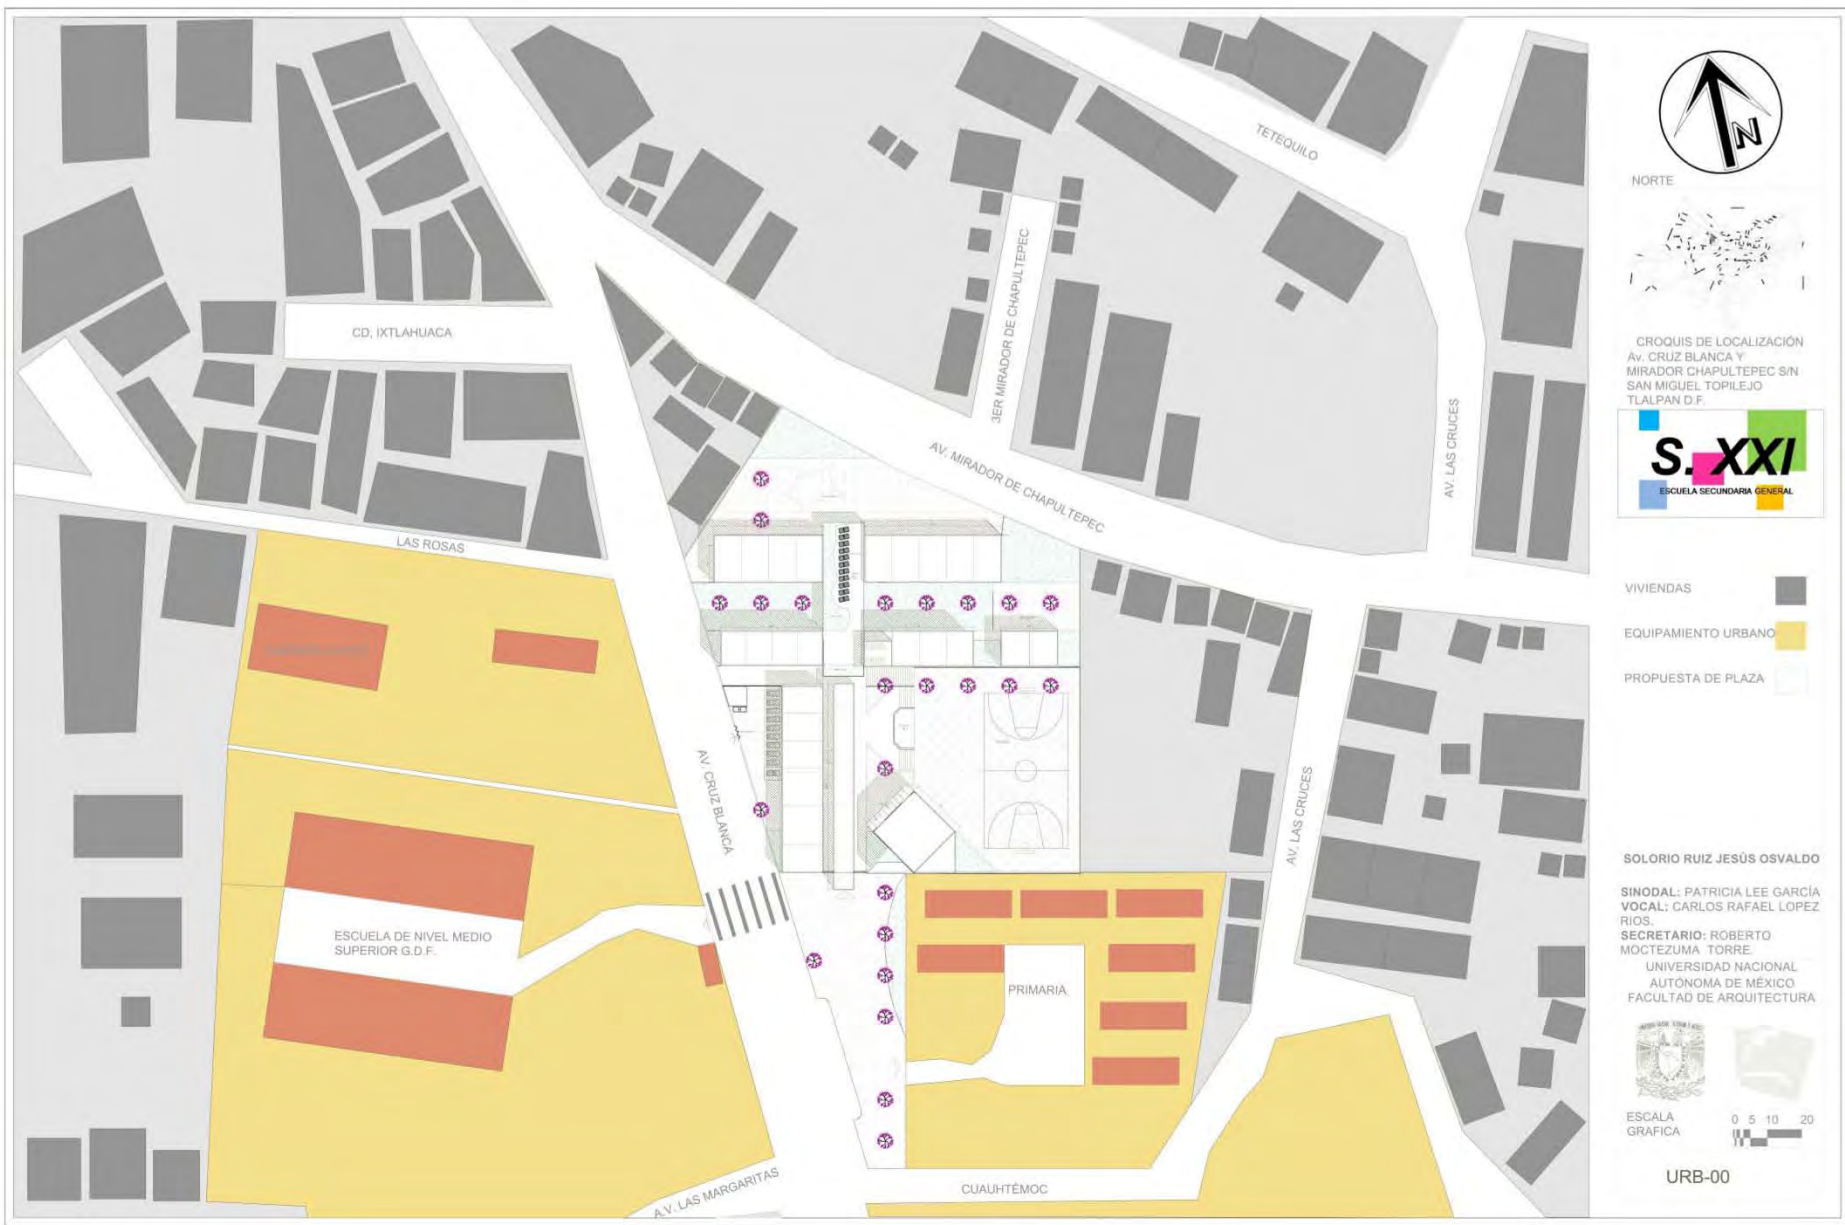 TETEQUILO
CD, IXTLAHUACA
3ER MIRADOR DE CHAPULTEPEC
AV. MIRADOR DE CHAPULTEPEC
AV. LAS CRUCES
LAS ROSAS
AV. CRUZ BLANCA
AV. LAS CRUCES
ESCUELA DE NIVEL MEDIO
SUPERIOR G.D.F.
PRIMARIA
A.V. LAS MARGARITAS
CUAUHTÉMOC
N
NORTE
CROQUIS DE LOCALIZACIÓN
Av. CRUZ BLANCA Y
MIRADOR CHAPULTEPEC S/N
SAN MIGUEL TOPILEJO
TLALPAN D.F.
S. XXI
ESCUELA SECUNDARIA GENERAL
VIVIENDAS
EQUIPAMIENTO URBANO
PROPUESTA DE PLAZA
SOLORIO RUIZ JESÙS OSVALDO
SINODAL: PATRICIA LEE GARCÍA
VOCAL: CARLOS RAFAEL LOPEZ
RIOS.
SECRETARIO: ROBERTO
MOCTEZUMA TORRE.
UNIVERSIDAD NACIONAL
AUTÓNOMA DE MÉXICO
FACULTAD DE ARQUITECTURA
ESCALA
GRAFICA
0 5 10 20
URB-00